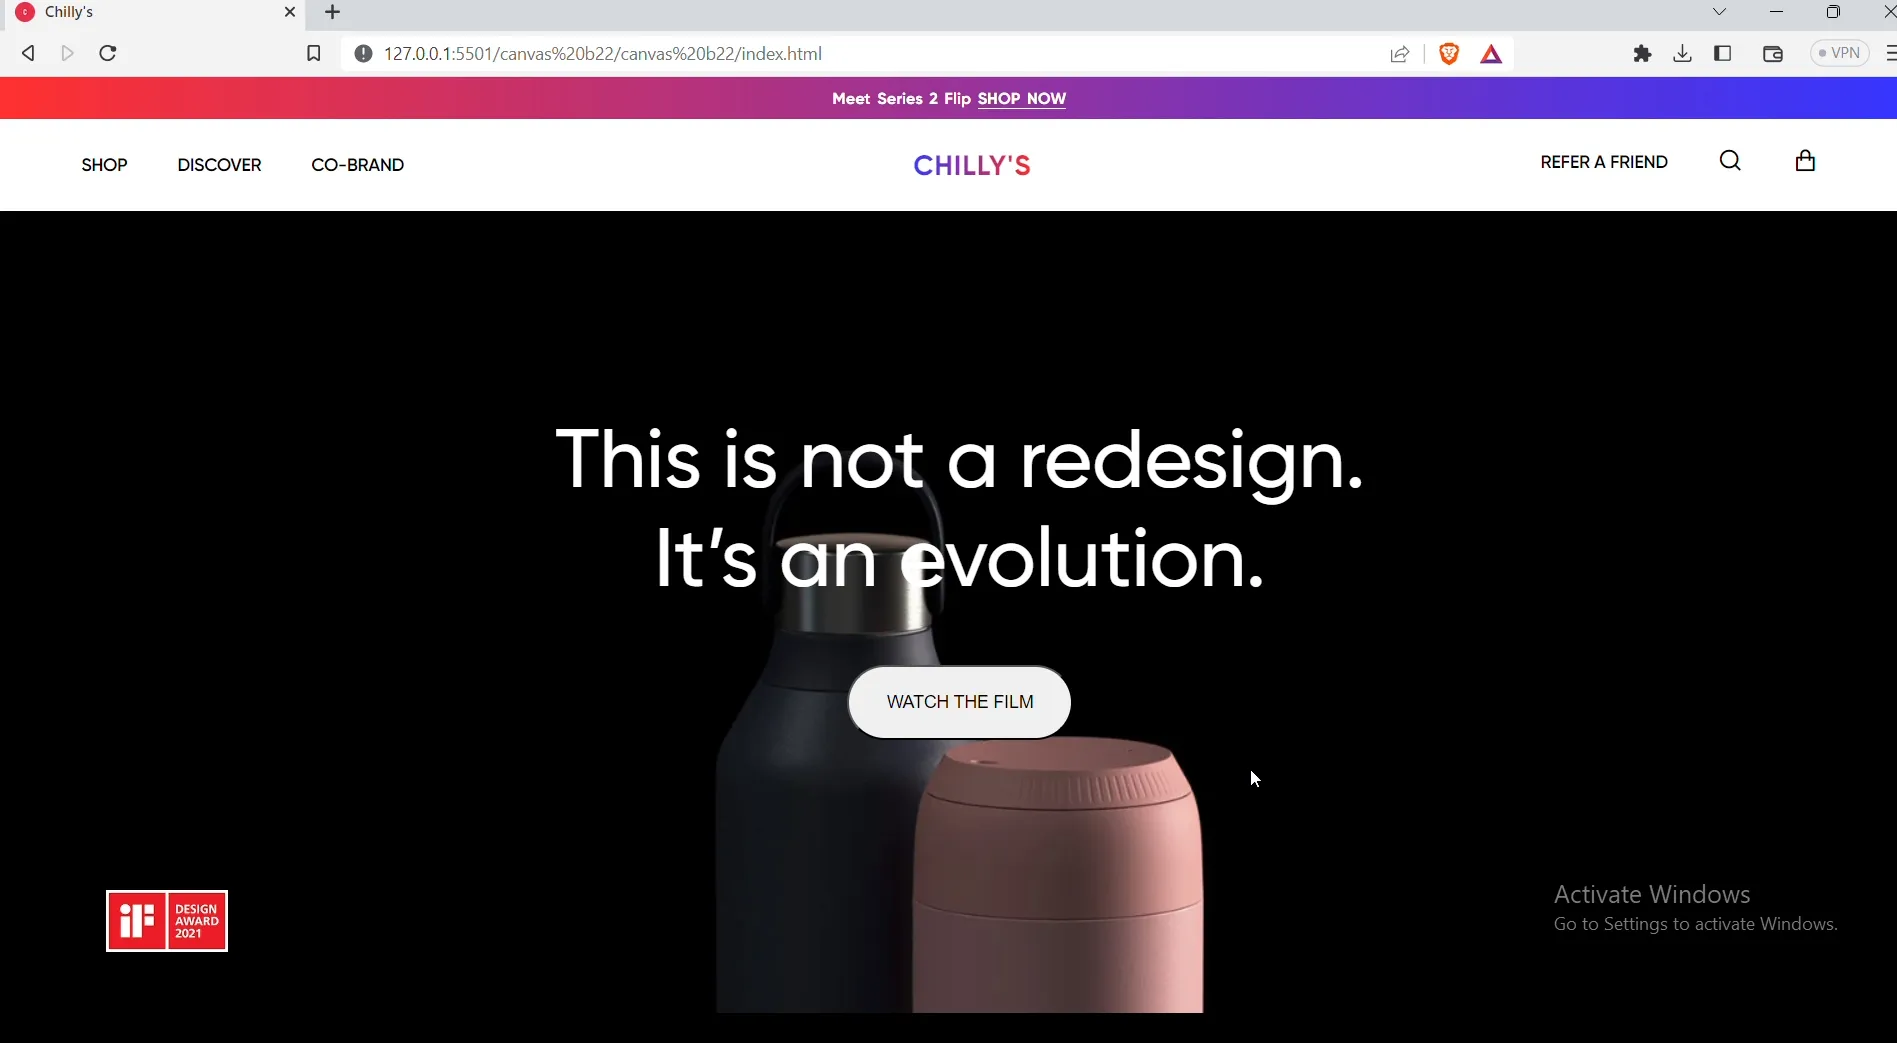 Chilly's
127.0.0.1:5501/canvas%20b22/canvas%20b22/index.html
VPN
Meet Series 2 Flip SHOP NOW
SHOP DISCOVER CO-BRAND CHILLY'S REFER A FRIEND
This is not a redesign.
It’s an evolution.
WATCH THE FILM
iF DESIGN
AWARD
2021
Activate Windows
Go to Settings to activate Windows.